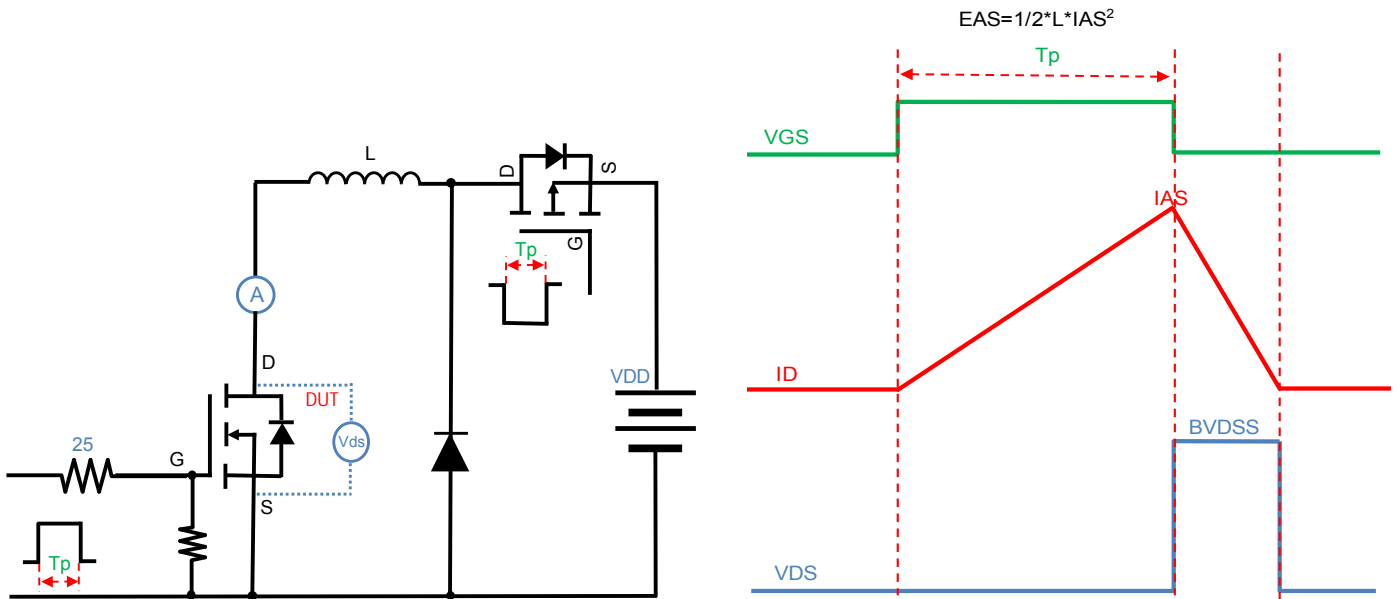 EAS=1/2*L*IAS²
Tp
VGS
L
D
S
G
Tp
IAS
A
D
VDD
DUT
ID
25
G
Vds
BVDSS
S
Tp
VDS